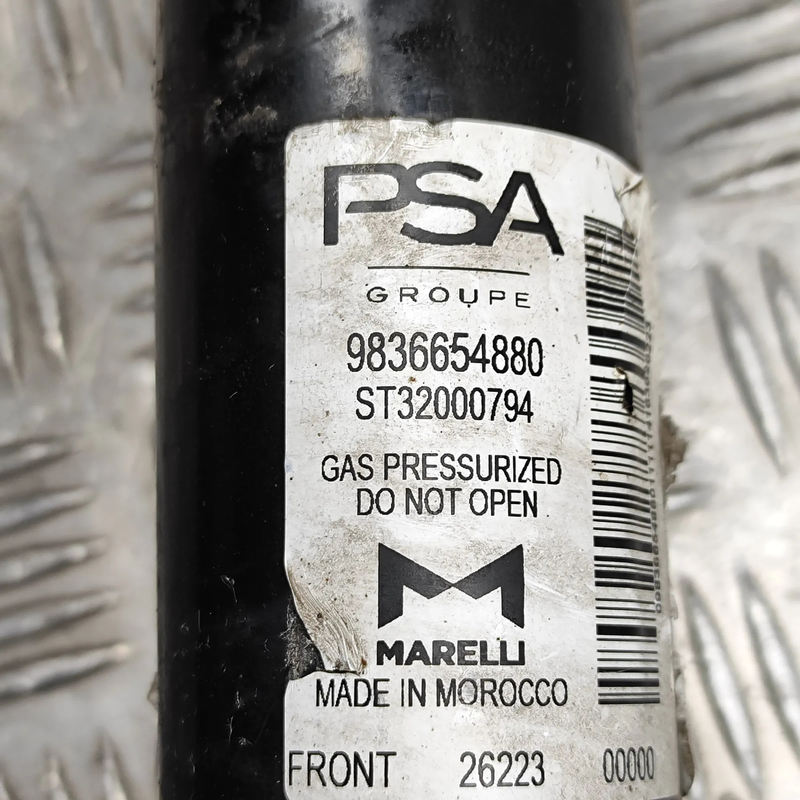 PSA
GROUPE
9836654880
ST32000794
GAS PRESSURIZED
DO NOT OPEN
MARELLI
MADE IN MOROCCO
FRONT 26223 00000